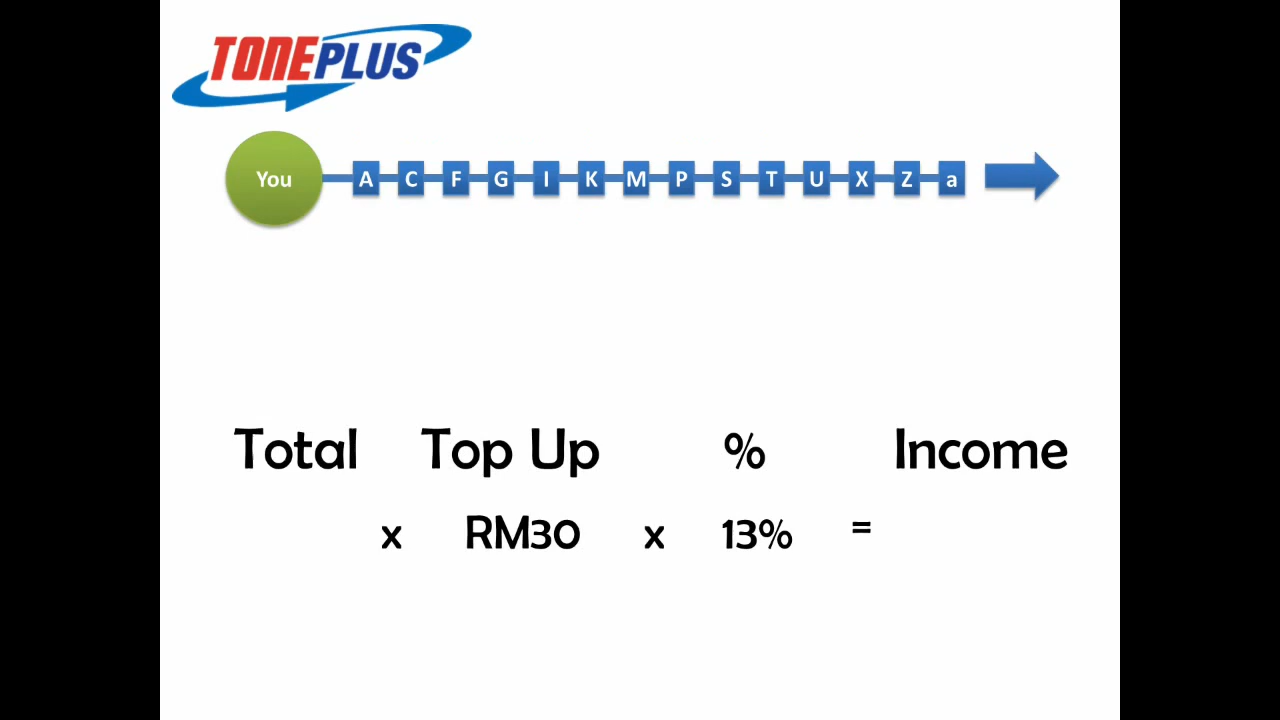 TONEPLUS
You A C F G I K M P S T U X Z a
Total Top Up % Income
x RM30 x 13% =